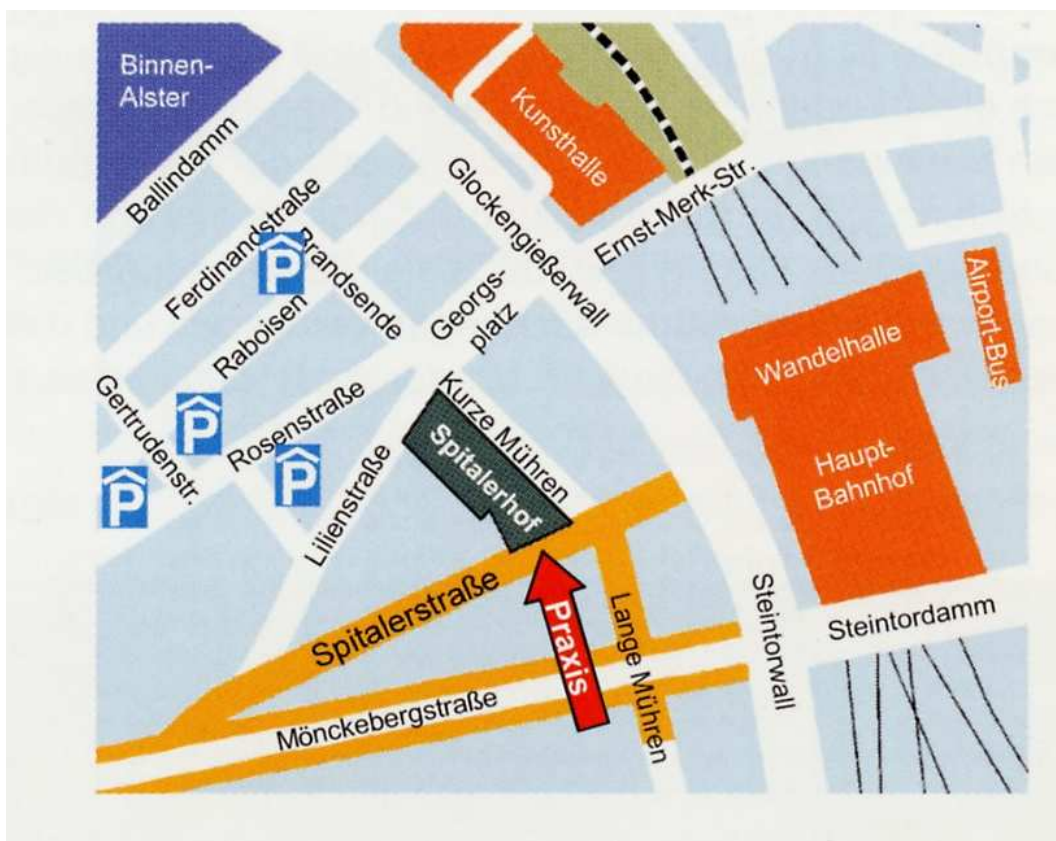 Binnen-
Alster
Ballindamm
Kunsthalle
Glockengießerwall
Ernst-Merk-Str.
Ferdinandstraße
P
Brandsende
Georgs-
platz
Raboisen
Airport-Bus
Wandelhalle
Gertrudenstr.
P
Rosenstraße
Kurze Mühren
Spitalerhof
Haupt-
Bahnhof
P
P
Lilienstraße
Spitalerstraße
Praxis
Lange Mühren
Steintorwall
Steintordamm
Mönckebergstraße